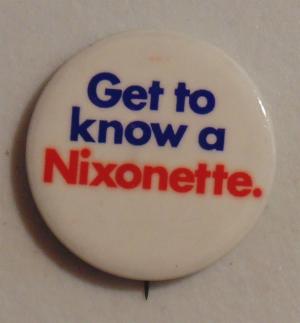 Get to
know a
Nixonette.